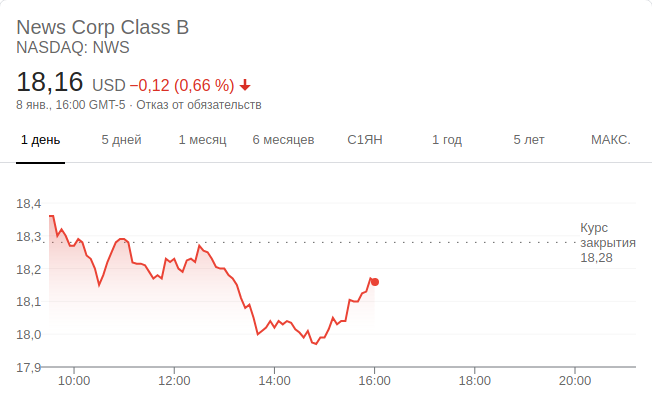 News Corp Class B
NASDAQ: NWS
18,16 USD −0,12 (0,66 %)
8 янв., 16:00 GMT-5 · Отказ от обязательств
1 день 5 дней 1 месяц 6 месяцев С1ЯН 1 год 5 лет МАКС.
18,4
18,3
18,2
18,1
18,0
17,9
Курс
закрытия
18,28
10:00 12:00 14:00 16:00 18:00 20:00